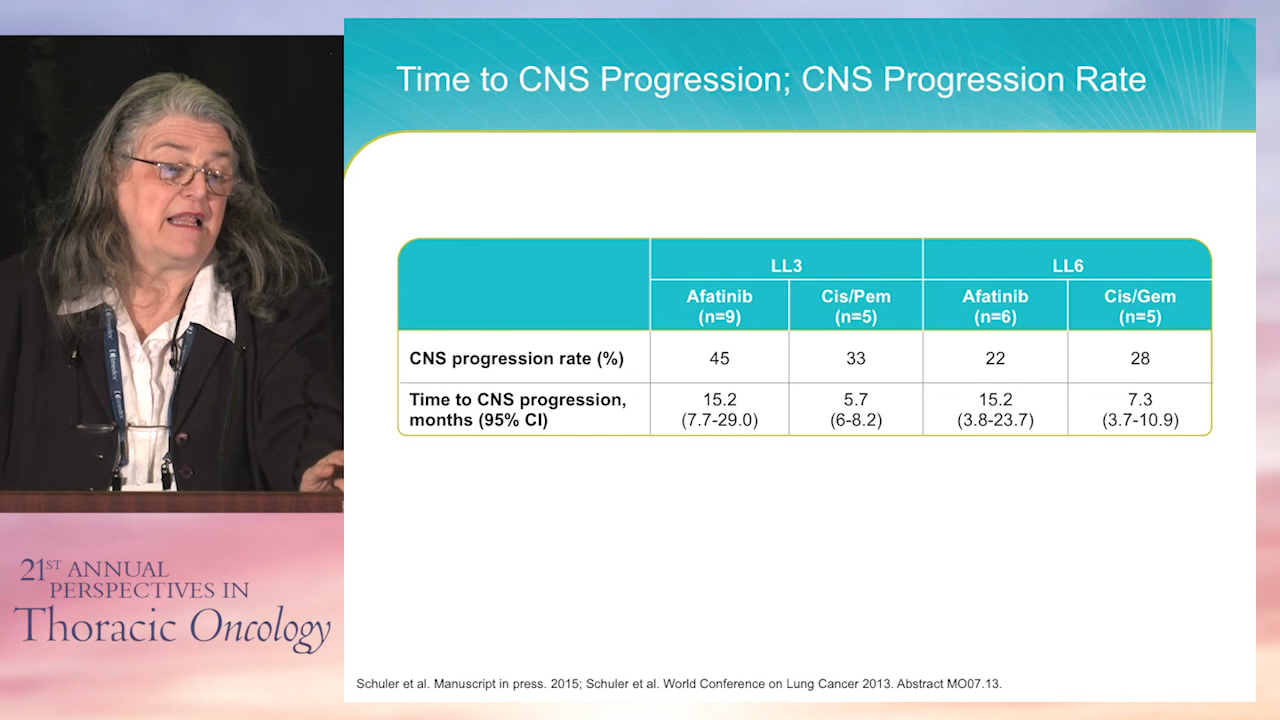 Time to CNS Progression; CNS Progression Rate
LL3 LL6
Afatinib (n=9) Cis/Pem (n=5) Afatinib (n=6) Cis/Gem (n=5)
CNS progression rate (%) 45 33 22 28
Time to CNS progression, 15.2 5.7 15.2 7.3
months (95% CI) (7.7-29.0) (6-8.2) (3.8-23.7) (3.7-10.9)
21ST ANNUAL
PERSPECTIVES IN
Thoracic Oncology
Schuler et al. Manuscript in press. 2015; Schuler et al. World Conference on Lung Cancer 2013. Abstract MO07.13.